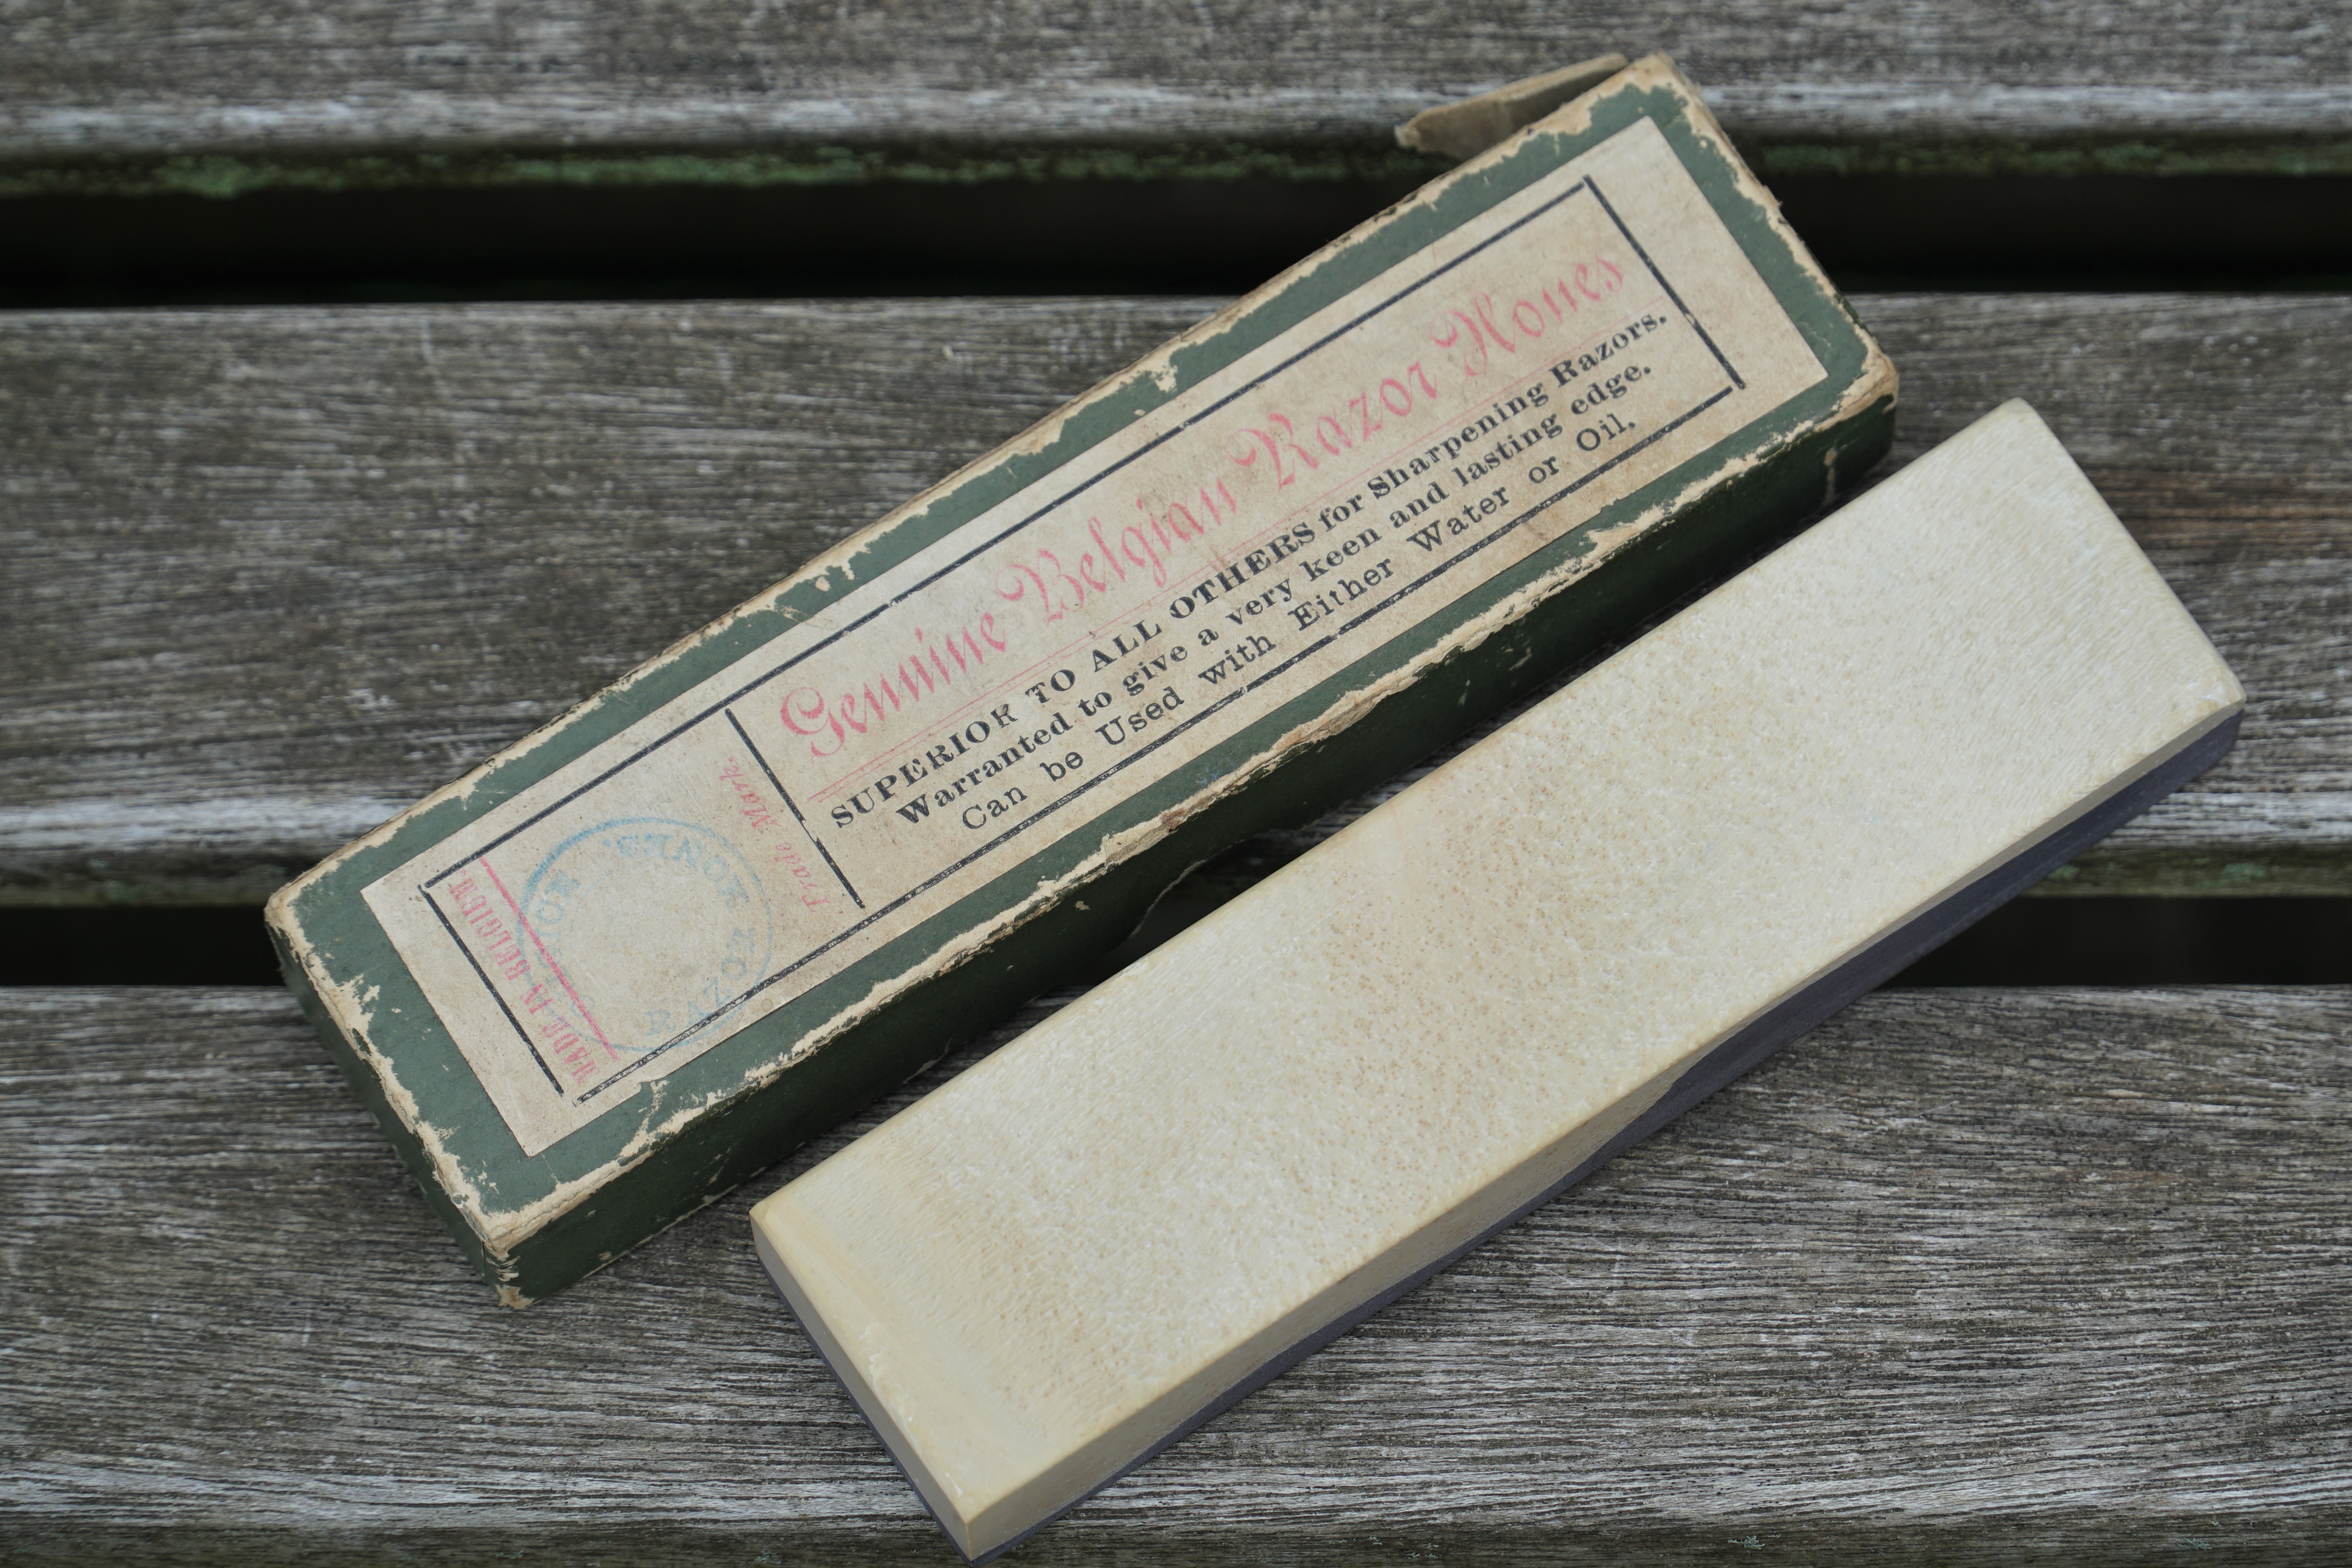 Genuine Belgian Razor Hones
SUPERIOR TO ALL OTHERS for Sharpening Razors.
Warranted to give a very keen and lasting edge.
Can be Used with Either Water or Oil.
Trade Mark.
MADE IN BELGIUM